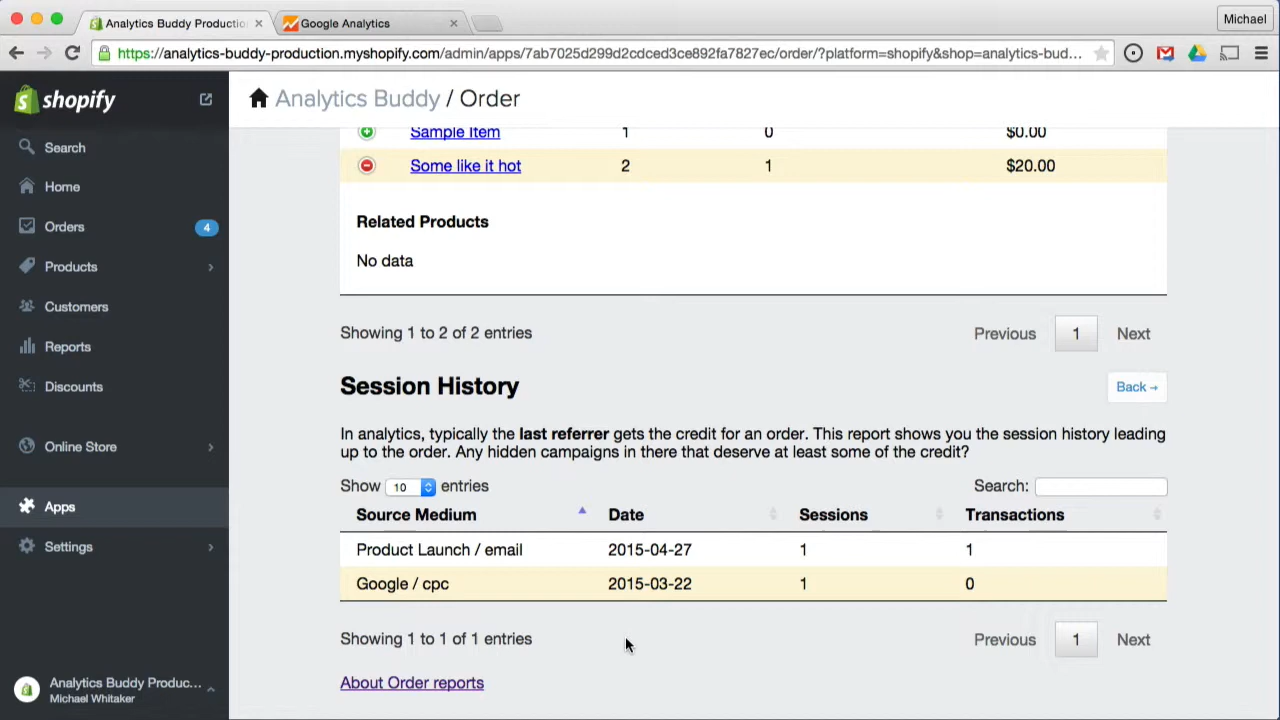 Analytics Buddy Productio
Google Analytics
Michael
https://analytics-buddy-production.myshopify.com/admin/apps/7ab7025d299d2cdced3ce892fa7827ec/order/?platform=shopify&shop=analytics-bud...
shopify
Analytics Buddy / Order
Search
Home
Orders 4
Products
Customers
Reports
Discounts
Online Store
Apps
Settings
Analytics Buddy Produc...
Michael Whitaker
Sample Item 1 0 $0.00
Some like it hot 2 1 $20.00
Related Products
No data
Showing 1 to 2 of 2 entries Previous 1 Next
Session History Back →
In analytics, typically the last referrer gets the credit for an order. This report shows you the session history leading
up to the order. Any hidden campaigns in there that deserve at least some of the credit?
Show 10 entries Search:
Source Medium Date Sessions Transactions
Product Launch / email 2015-04-27 1 1
Google / cpc 2015-03-22 1 0
Showing 1 to 1 of 1 entries Previous 1 Next
About Order reports